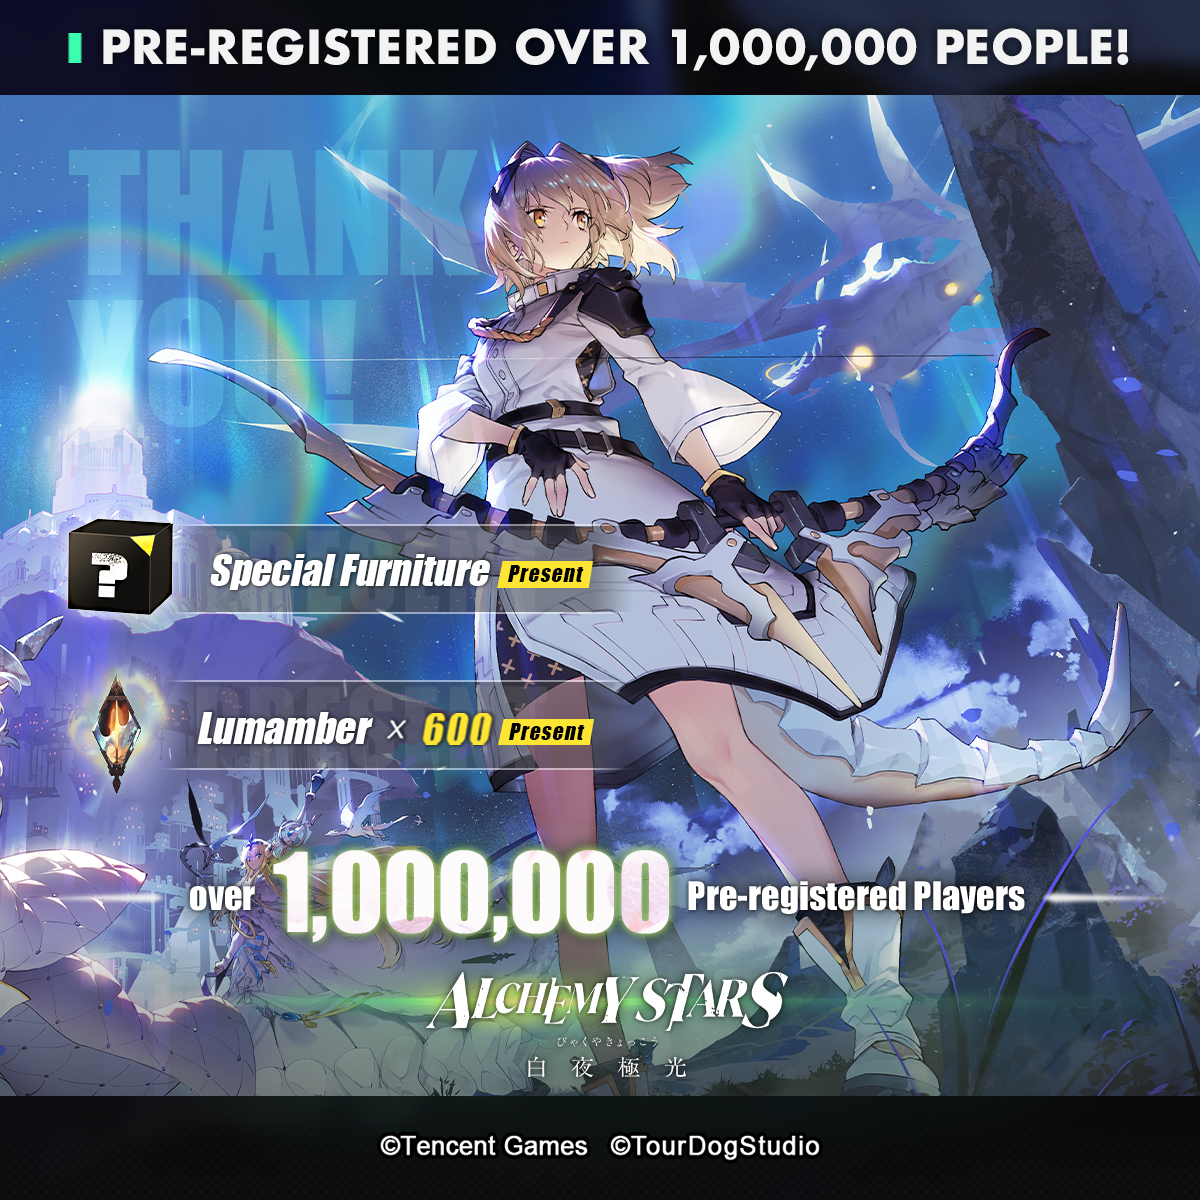 PRE-REGISTERED OVER 1,000,000 PEOPLE!
THANK
YOU!
?
Special Furniture Present
PRESENT
Lumamber × 600 Present
over 1,000,000 Pre-registered Players
ALCHEMY STARS
びゃくやきょっこう
白夜極光
©Tencent Games ©TourDogStudio